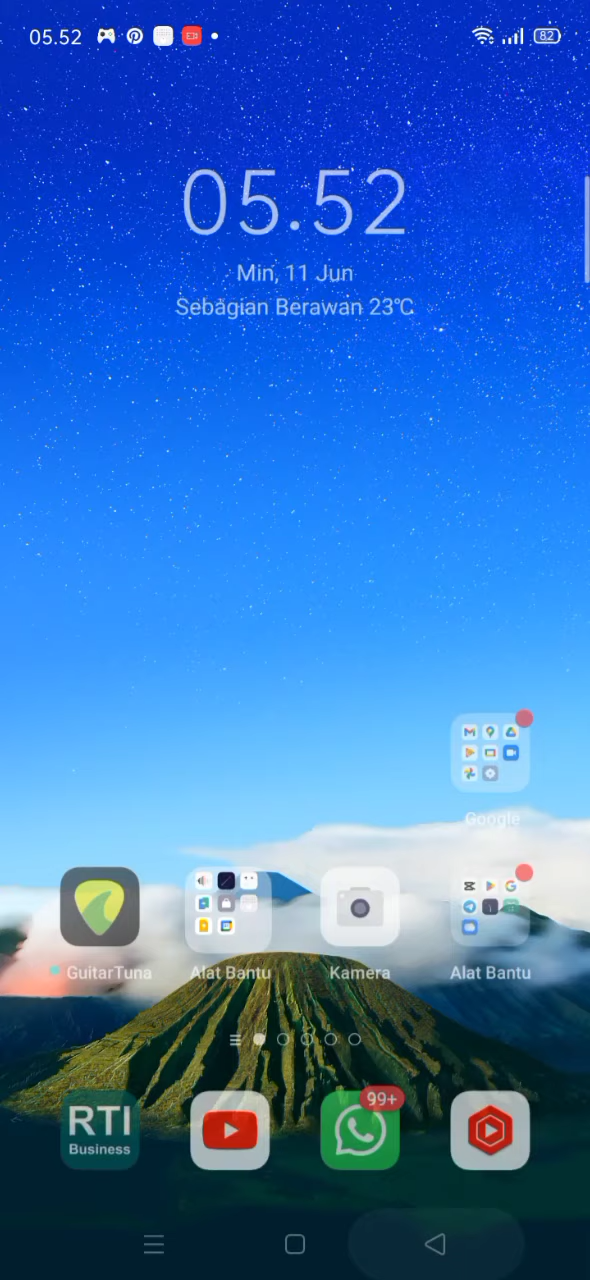 05.52
82
05.52
Min, 11 Jun
Sebagian Berawan 23°C
Google
GuitarTuna
Alat Bantu
Kamera
Alat Bantu
RTI
Business
99+